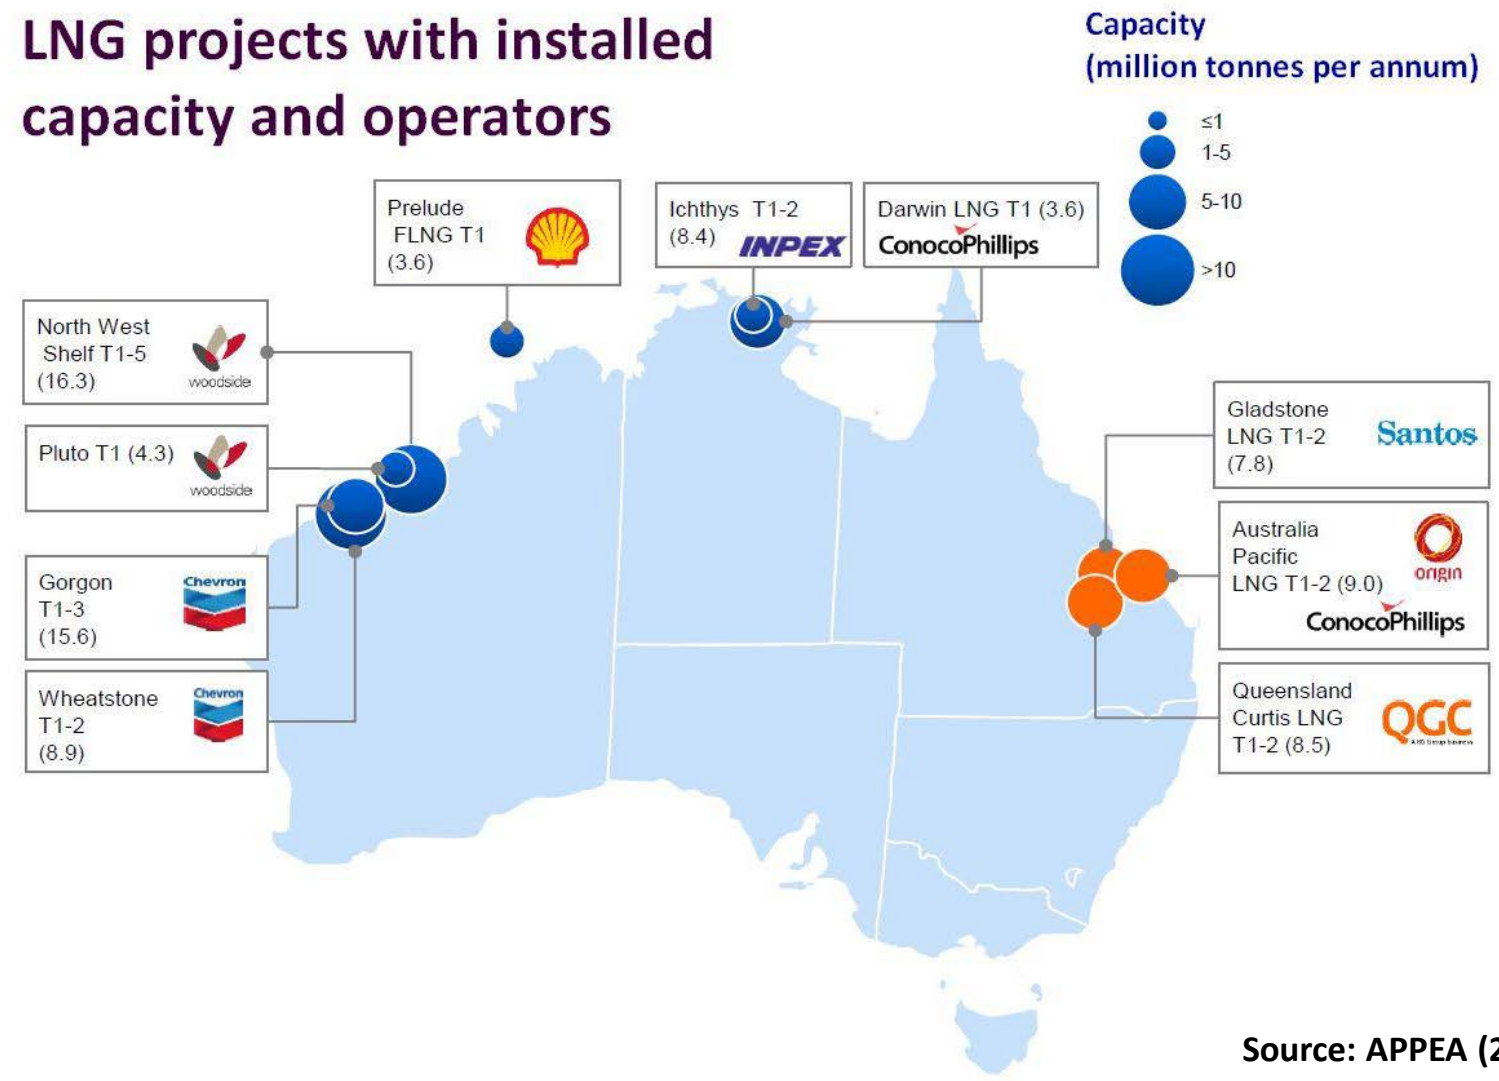 LNG projects with installed
capacity and operators
Capacity
(million tonnes per annum)
≤1
1-5
5-10
>10
Prelude
FLNG T1
(3.6)
Ichthys T1-2
(8.4)
INPEX
Darwin LNG T1 (3.6)
ConocoPhillips
North West
Shelf T1-5
(16.3)
woodside
Pluto T1 (4.3)
woodside
Gorgon
T1-3
(15.6)
Chevron
Wheatstone
T1-2
(8.9)
Chevron
Gladstone
LNG T1-2
(7.8)
Santos
Australia
Pacific
LNG T1-2 (9.0)
origin
ConocoPhillips
Queensland
Curtis LNG
T1-2 (8.5)
QGC
A BG Group business
Source: APPEA (2